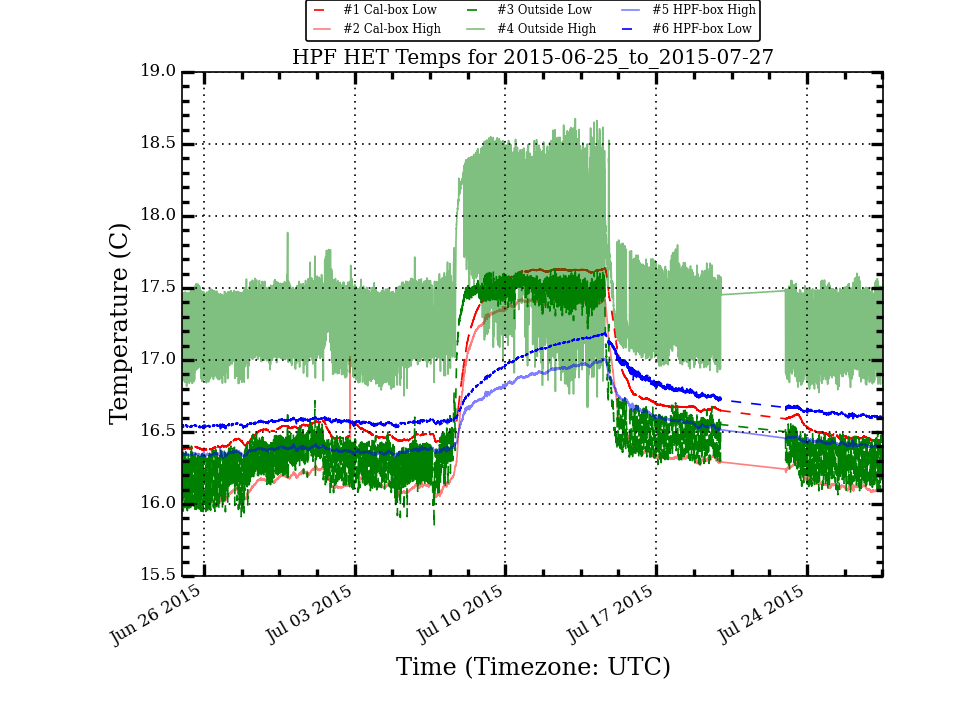 #1 Cal-box Low #3 Outside Low #5 HPF-box High
#2 Cal-box High #4 Outside High #6 HPF-box Low
HPF HET Temps for 2015-06-25_to_2015-07-27
19.0
18.5
18.0
17.5
17.0
16.5
16.0
15.5
Temperature (C)
Jun 26 2015 Jul 03 2015 Jul 10 2015 Jul 17 2015 Jul 24 2015
Time (Timezone: UTC)